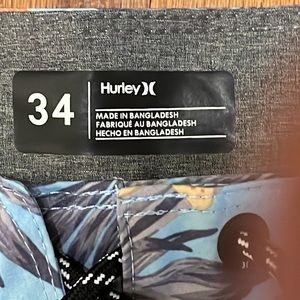 34
Hurley
MADE IN BANGLADESH
FABRIQUÉ AU BANGLADESH
HECHO EN BANGLADESH